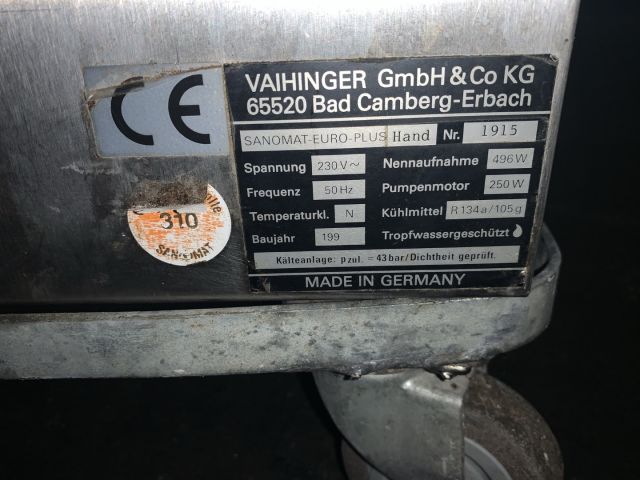 CE
VAIHINGER GmbH & Co KG
65520 Bad Camberg-Erbach
SANOMAT-EURO-PLUS Hand Nr. 1915
Spannung 230V~ Nennaufnahme 496W
Frequenz 50Hz Pumpenmotor 250W
Temperaturkl. N Kühlmittel R134a/105g
Baujahr 199 Tropfwassergeschützt
Kälteanlage: pzul. = 43bar/Dichtheit geprüft.
MADE IN GERMANY
310